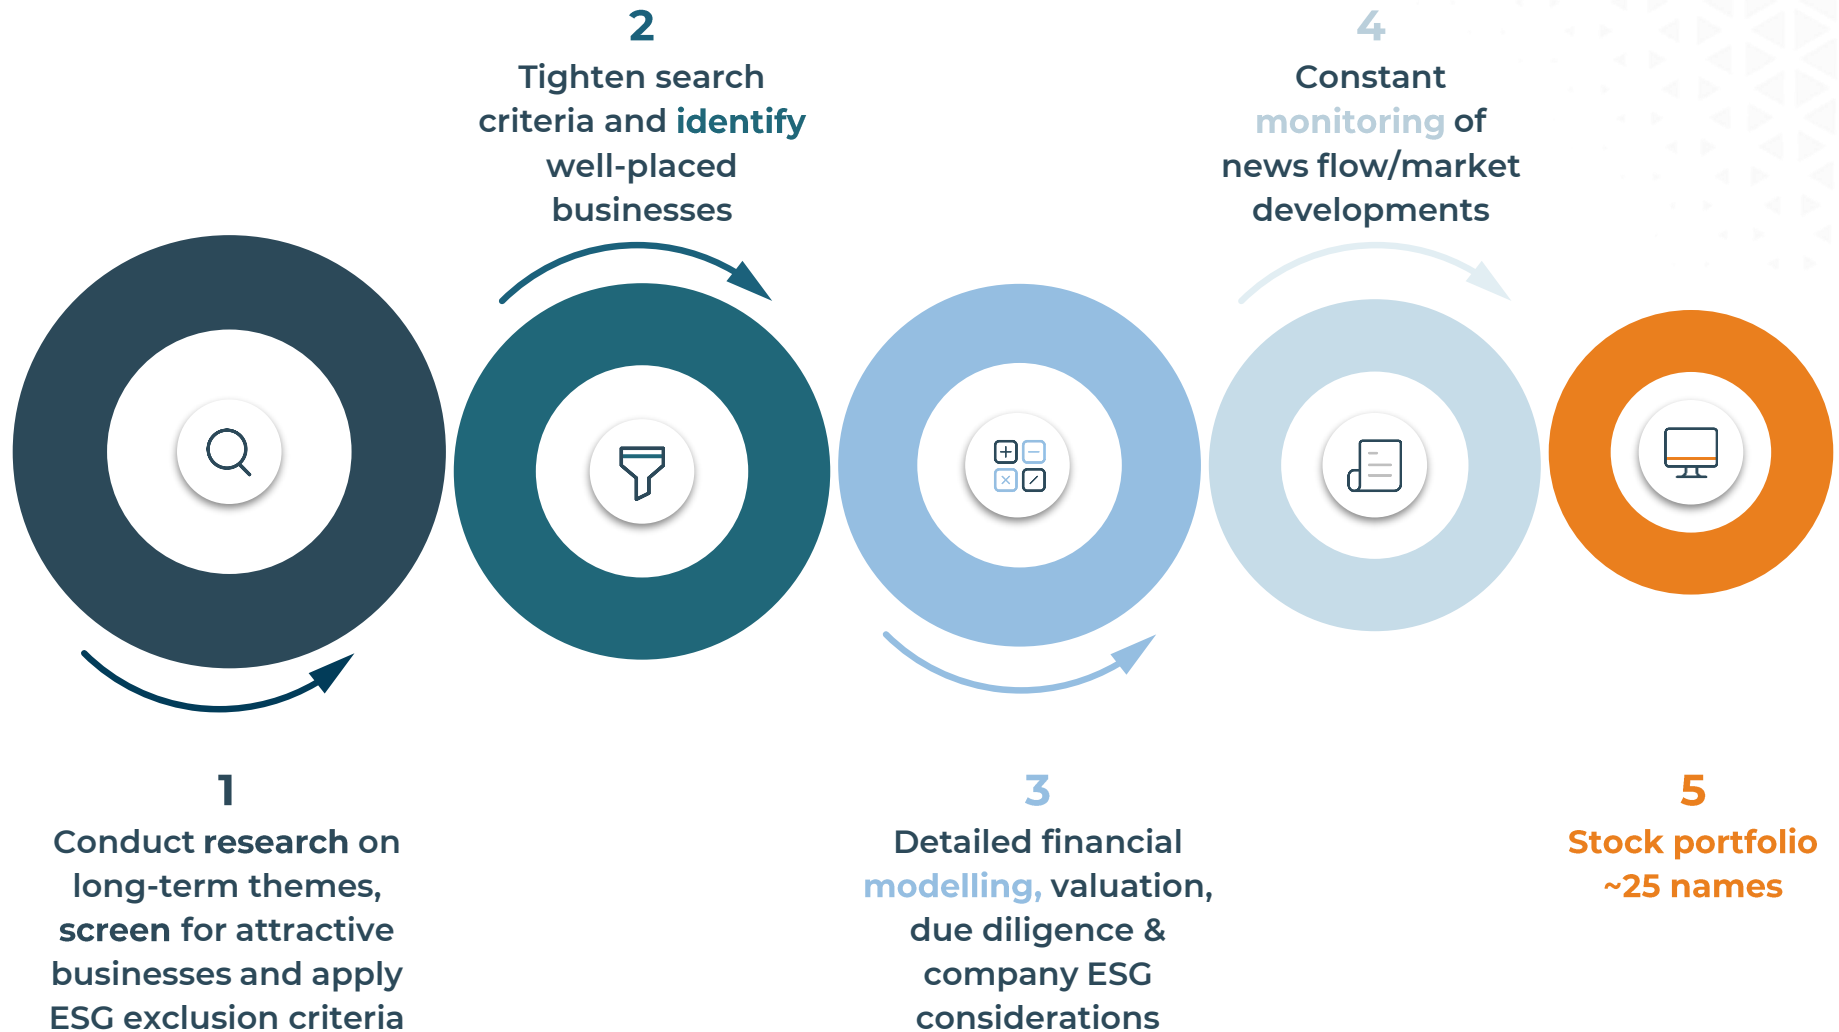 1
Conduct research on
long-term themes,
screen for attractive
businesses and apply
ESG exclusion criteria
2
Tighten search
criteria and identify
well-placed
businesses
3
Detailed financial
modelling, valuation,
due diligence &
company ESG
considerations
4
Constant
monitoring of
news flow/market
developments
5
Stock portfolio
~25 names